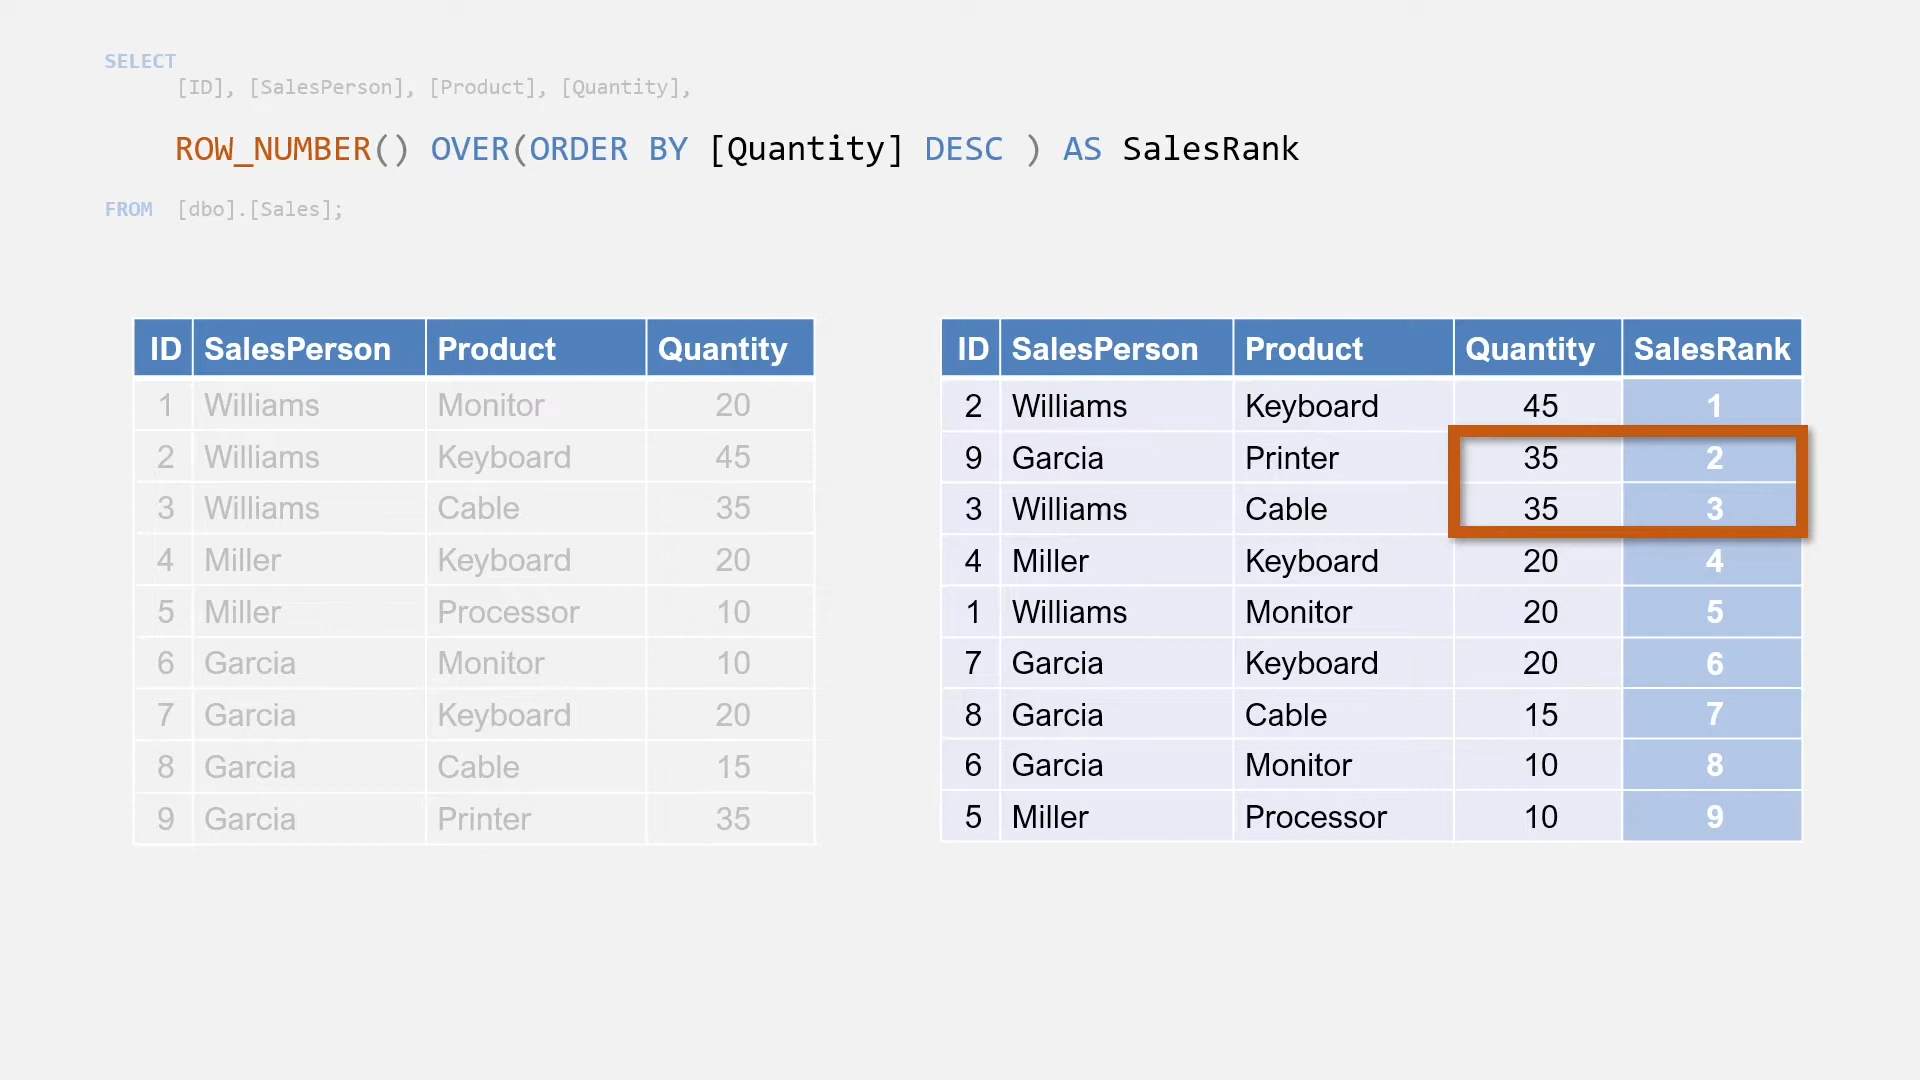 SELECT
[ID], [SalesPerson], [Product], [Quantity],
ROW_NUMBER() OVER(ORDER BY [Quantity] DESC ) AS SalesRank
FROM [dbo].[Sales];
ID SalesPerson Product Quantity
1 Williams Monitor 20
2 Williams Keyboard 45
3 Williams Cable 35
4 Miller Keyboard 20
5 Miller Processor 10
6 Garcia Monitor 10
7 Garcia Keyboard 20
8 Garcia Cable 15
9 Garcia Printer 35
ID SalesPerson Product Quantity SalesRank
2 Williams Keyboard 45 1
9 Garcia Printer 35 2
3 Williams Cable 35 3
4 Miller Keyboard 20 4
1 Williams Monitor 20 5
7 Garcia Keyboard 20 6
8 Garcia Cable 15 7
6 Garcia Monitor 10 8
5 Miller Processor 10 9